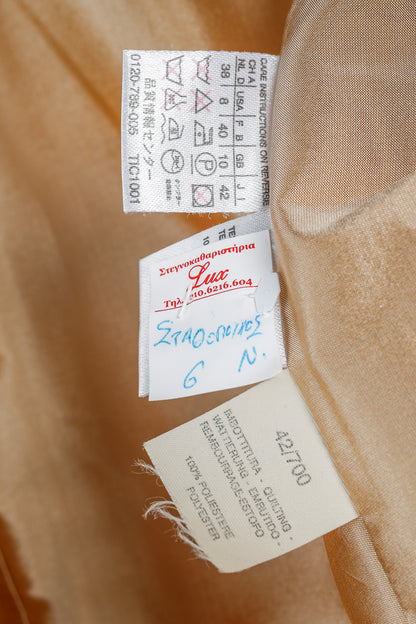 CARE INSTRUCTIONS ON REVERSE
CH A
NL D USA F B GB J I
38 8 40 10 42
品質情報センター
0120-789-005 TIC1001
Στεγνοκαθαριστήρια
Lux
Τηλ. 210.6216.604
ΣΤΑΘΟΠΟΥΛΟΣ
6 Ν.
42/700
IMBOTTITURA - QUILTING -
WATTIERUNG - EMBUTIDO -
REMBOURRAGE-ESTOFO
100% POLIESTERE
POLYESTER